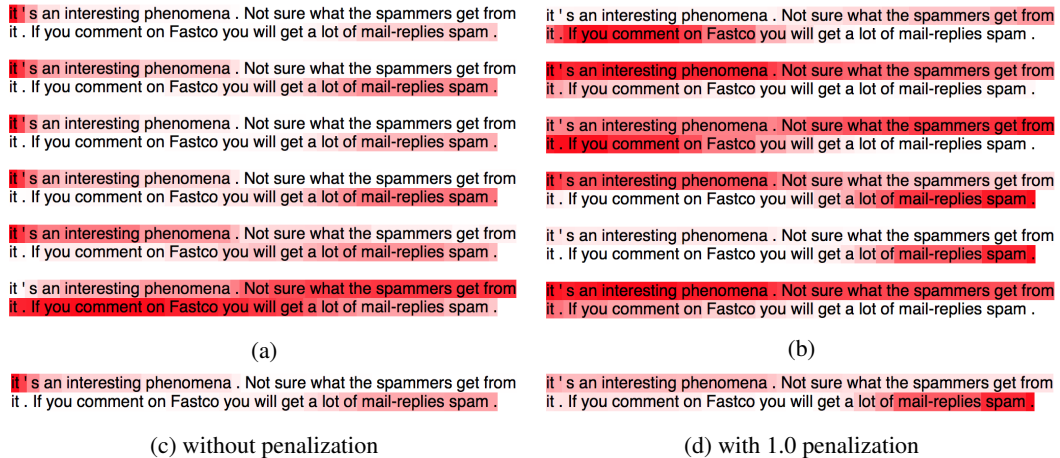 it ' s an interesting phenomena . Not sure what the spammers get from
it . If you comment on Fastco you will get a lot of mail-replies spam .
it ' s an interesting phenomena . Not sure what the spammers get from
it . If you comment on Fastco you will get a lot of mail-replies spam .
it ' s an interesting phenomena . Not sure what the spammers get from
it . If you comment on Fastco you will get a lot of mail-replies spam .
it ' s an interesting phenomena . Not sure what the spammers get from
it . If you comment on Fastco you will get a lot of mail-replies spam .
it ' s an interesting phenomena . Not sure what the spammers get from
it . If you comment on Fastco you will get a lot of mail-replies spam .
it ' s an interesting phenomena . Not sure what the spammers get from
it . If you comment on Fastco you will get a lot of mail-replies spam .
(a)
it ' s an interesting phenomena . Not sure what the spammers get from
it . If you comment on Fastco you will get a lot of mail-replies spam .
it ' s an interesting phenomena . Not sure what the spammers get from
it . If you comment on Fastco you will get a lot of mail-replies spam .
it ' s an interesting phenomena . Not sure what the spammers get from
it . If you comment on Fastco you will get a lot of mail-replies spam .
it ' s an interesting phenomena . Not sure what the spammers get from
it . If you comment on Fastco you will get a lot of mail-replies spam .
it ' s an interesting phenomena . Not sure what the spammers get from
it . If you comment on Fastco you will get a lot of mail-replies spam .
it ' s an interesting phenomena . Not sure what the spammers get from
it . If you comment on Fastco you will get a lot of mail-replies spam .
(b)
it ' s an interesting phenomena . Not sure what the spammers get from
it . If you comment on Fastco you will get a lot of mail-replies spam .
(c) without penalization
it ' s an interesting phenomena . Not sure what the spammers get from
it . If you comment on Fastco you will get a lot of mail-replies spam .
(d) with 1.0 penalization